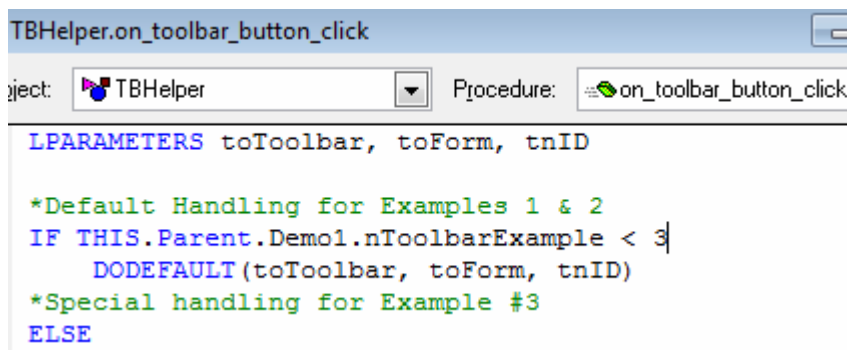 TBHelper.on_toolbar_button_click
ject: TBHelper Procedure: on_toolbar_button_click
LPARAMETERS toToolbar, toForm, tnID
*Default Handling for Examples 1 & 2
IF THIS.Parent.Demo1.nToolbarExample < 3
DODEFAULT(toToolbar, toForm, tnID)
*Special handling for Example #3
ELSE